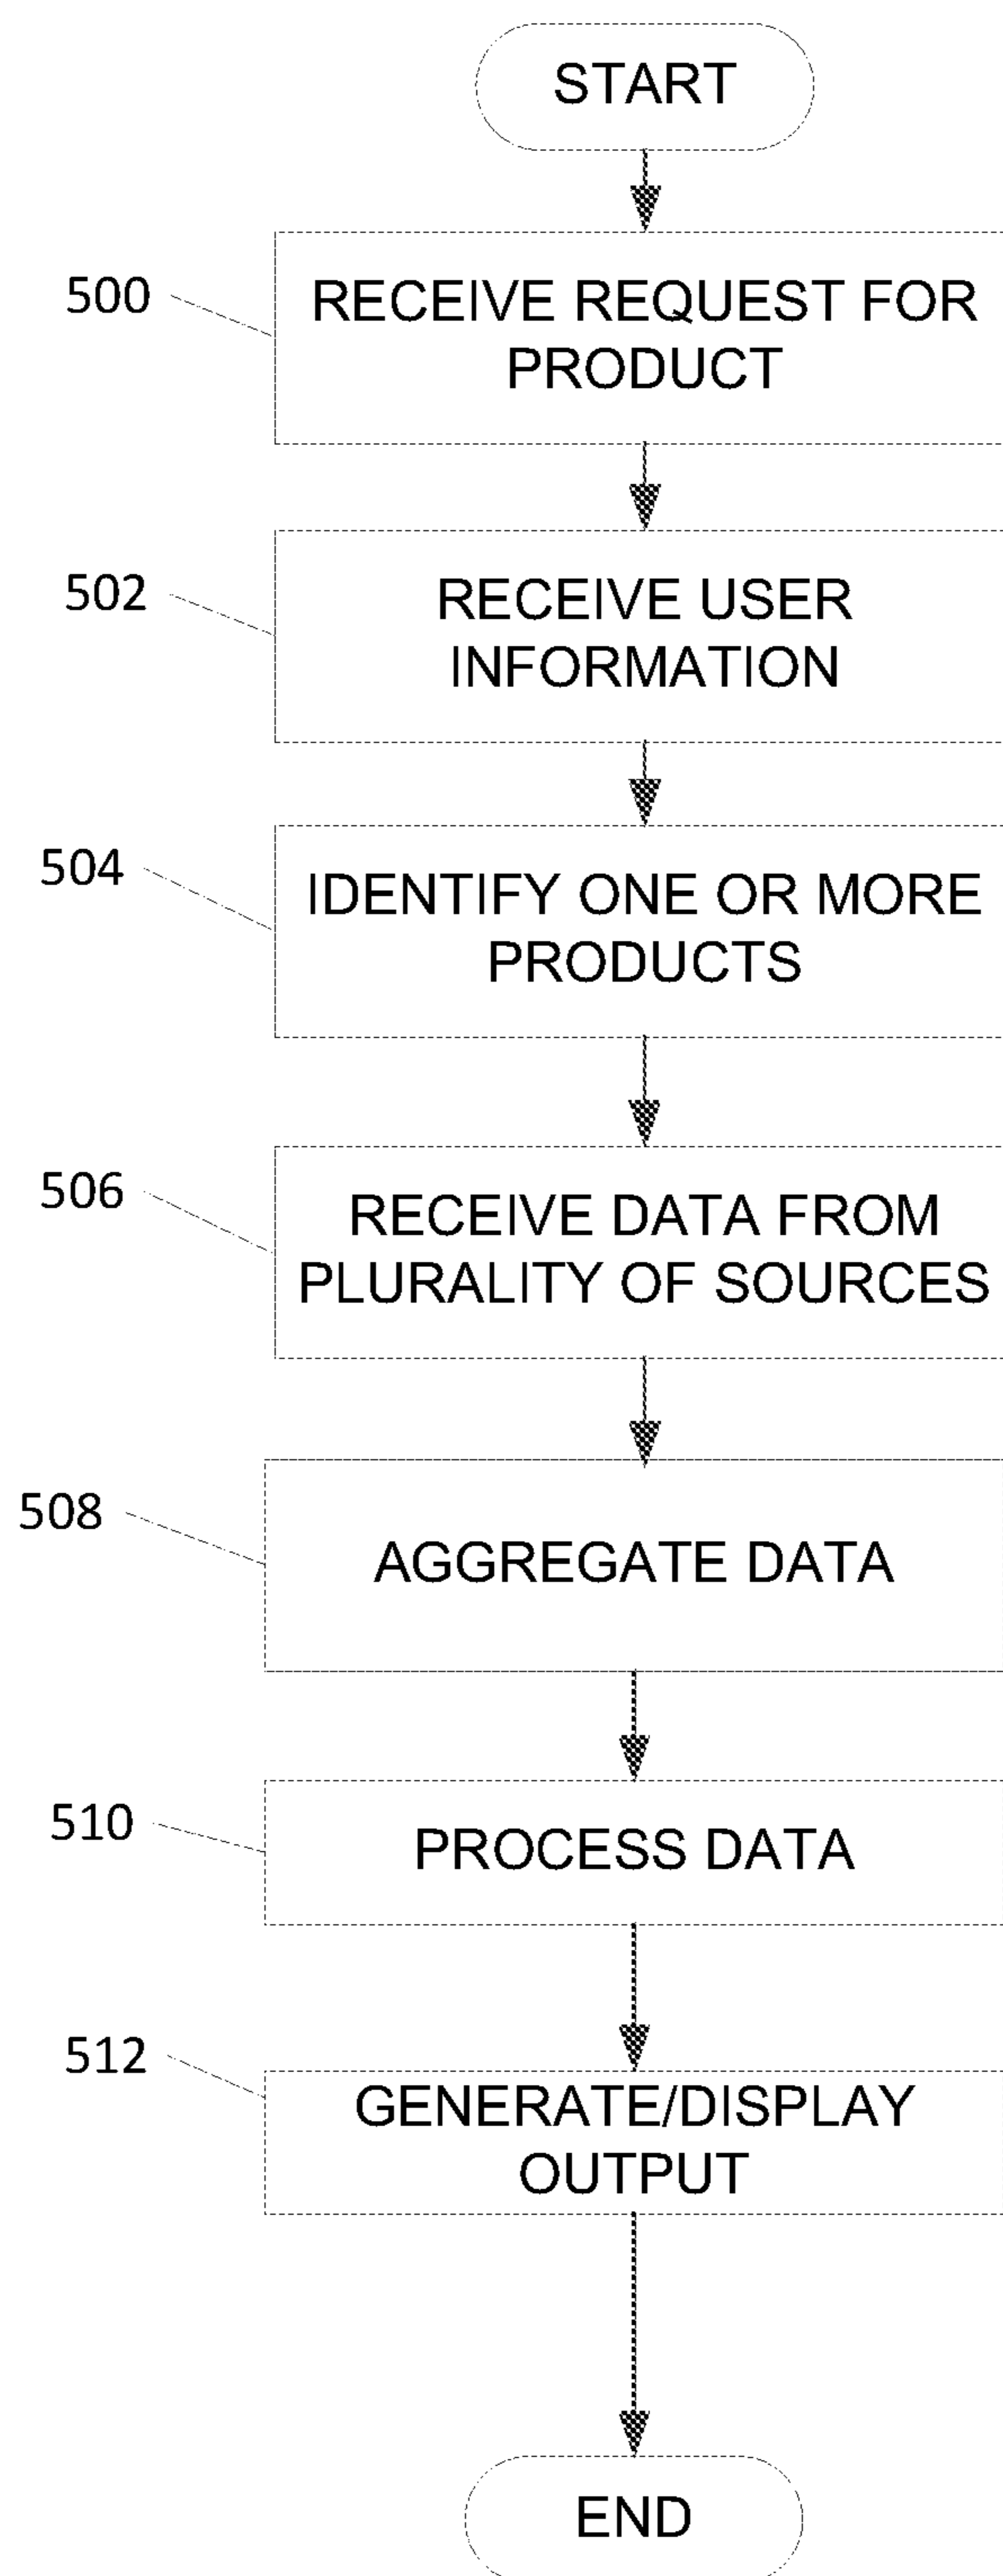 START
500
RECEIVE REQUEST FOR
PRODUCT
502
RECEIVE USER
INFORMATION
504
IDENTIFY ONE OR MORE
PRODUCTS
506
RECEIVE DATA FROM
PLURALITY OF SOURCES
508
AGGREGATE DATA
510
PROCESS DATA
512
GENERATE/DISPLAY
OUTPUT
END